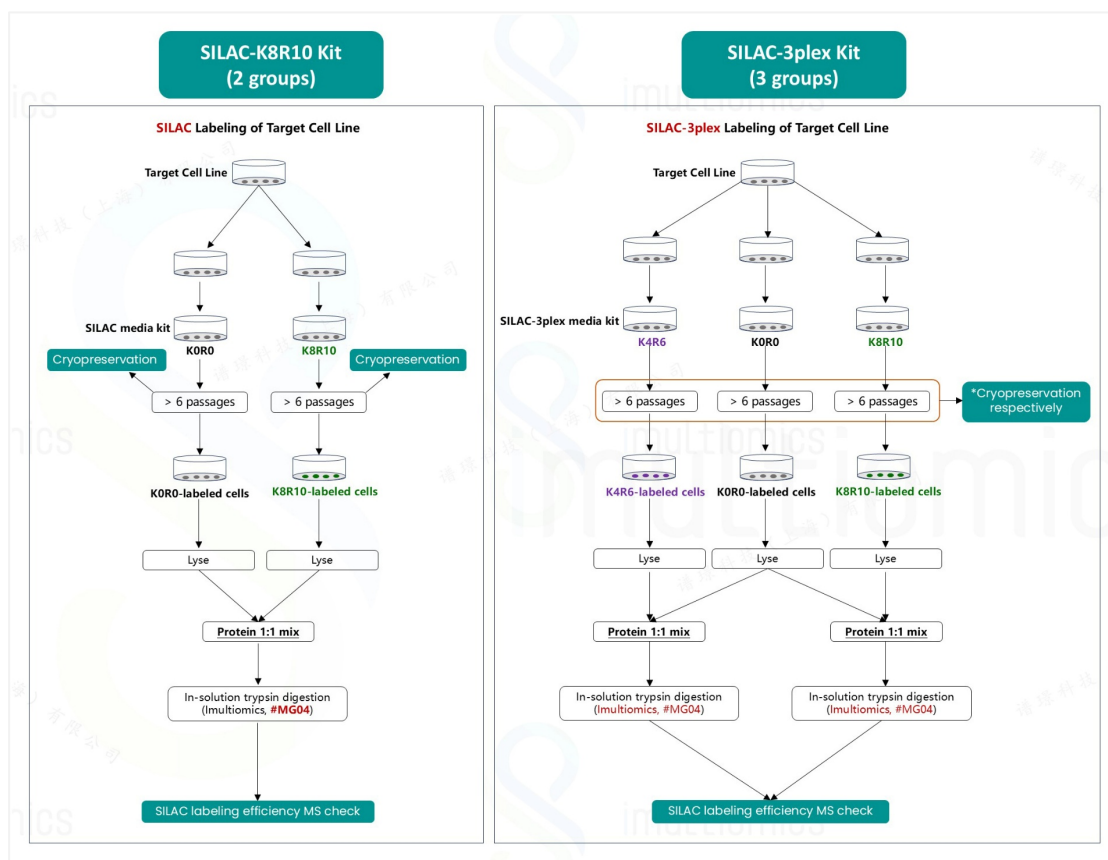 SILAC-K8R10 Kit
(2 groups)
SILAC Labeling of Target Cell Line
Target Cell Line
SILAC media kit
K0R0
K8R10
Cryopreservation
Cryopreservation
> 6 passages
> 6 passages
K0R0-labeled cells
K8R10-labeled cells
Lyse
Lyse
Protein 1:1 mix
In-solution trypsin digestion
(Imultiomics, #MG04)
SILAC labeling efficiency MS check
SILAC-3plex Kit
(3 groups)
SILAC-3plex Labeling of Target Cell Line
Target Cell Line
SILAC-3plex media kit
K4R6
K0R0
K8R10
> 6 passages
> 6 passages
> 6 passages
*Cryopreservation
respectively
K4R6-labeled cells
K0R0-labeled cells
K8R10-labeled cells
Lyse
Lyse
Lyse
Protein 1:1 mix
Protein 1:1 mix
In-solution trypsin digestion
(Imultiomics, #MG04)
In-solution trypsin digestion
(Imultiomics, #MG04)
SILAC labeling efficiency MS check
imultiomics